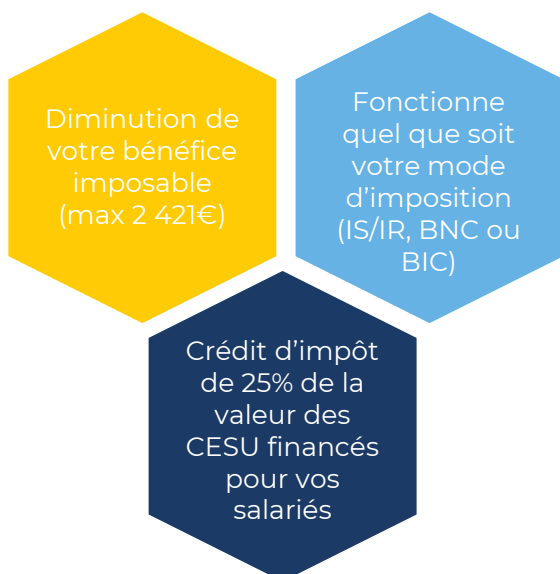 Diminution de
votre bénéfice
imposable
(max 2 421€)
Fonctionne
quel que soit
votre mode
d'imposition
(IS/IR, BNC ou
BIC)
Crédit d'impôt
de 25% de la
valeur des
CESU financés
pour vos
salariés